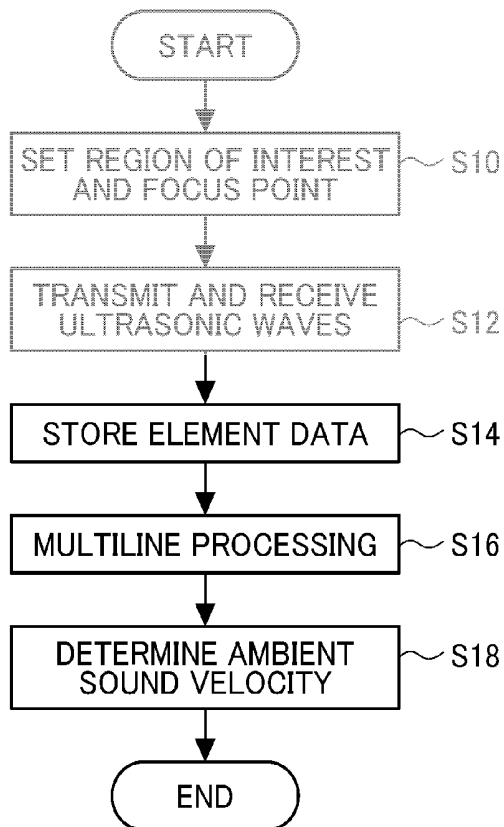 START
SET REGION OF INTEREST
AND FOCUS POINT
S10
TRANSMIT AND RECEIVE
ULTRASONIC WAVES
S12
STORE ELEMENT DATA
S14
MULTILINE PROCESSING
S16
DETERMINE AMBIENT
SOUND VELOCITY
S18
END